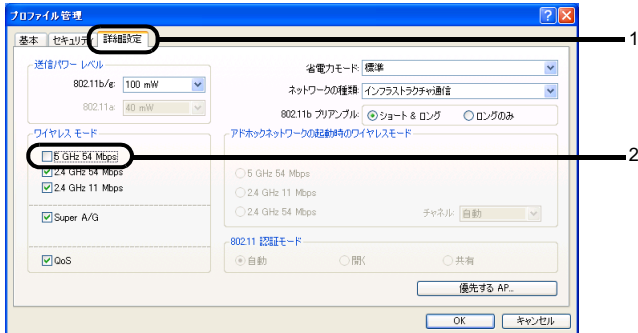 プロファイル管理
基本 セキュリティ 詳細設定
1
送信パワー レベル
802.11b/g: 100 mW
802.11a: 40 mW
省電力モード: 標準
ネットワークの種類: インフラストラクチャ通信
802.11b プリアンブル: ショート & ロング ロングのみ
ワイヤレス モード
5 GHz 54 Mbps
2
2.4 GHz 54 Mbps
2.4 GHz 11 Mbps
Super A/G
QoS
アドホックネットワークの起動時のワイヤレスモード
5 GHz 54 Mbps
2.4 GHz 11 Mbps
2.4 GHz 54 Mbps
チャネル: 自動
802.11 認証モード
自動 開く 共有
優先する AP...
OK キャンセル